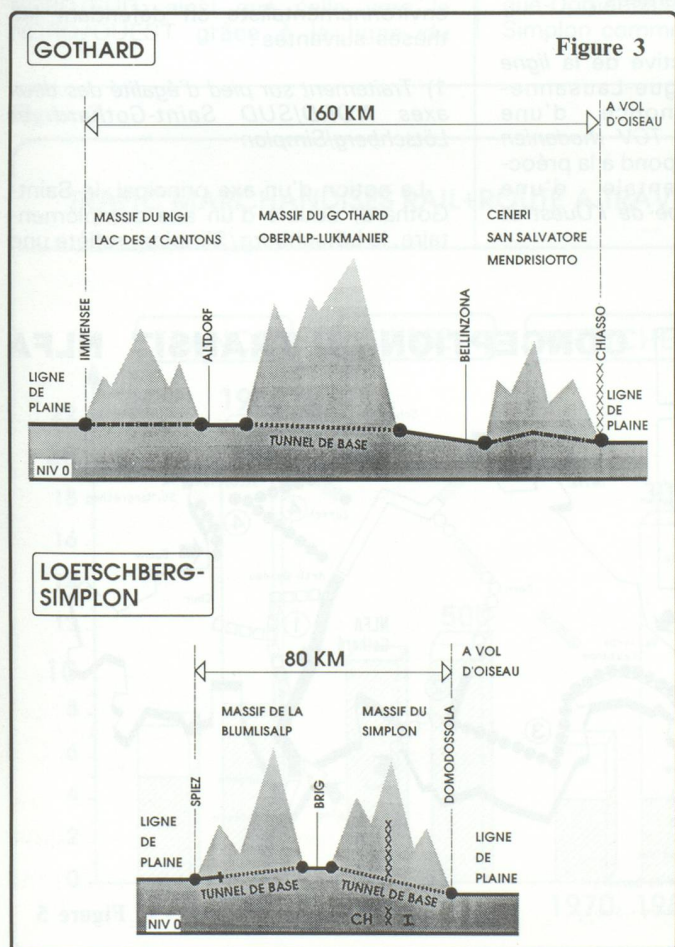 GOTHARD
Figure 3
160 KM
A VOL
D'OISEAU
MASSIF DU RIGI
LAC DES 4 CANTONS
MASSIF DU GOTHARD
OBERALP-LUKMANIER
CENERI
SAN SALVATORE
MENDRISIOTTO
IMMENSEE
ALTDORF
BELLINZONA
CHIASSO
LIGNE
DE
PLAINE
LIGNE
DE
PLAINE
TUNNEL DE BASE
NIV 0
LOETSCHBERG-
SIMPLON
80 KM
A VOL
D'OISEAU
MASSIF DE LA
BLUMLISALP
MASSIF DU
SIMPLON
SPIEZ
BRIG
DOMODOSSOLA
LIGNE
DE
PLAINE
LIGNE
DE
PLAINE
TUNNEL DE BASE
TUNNEL DE BASE
NIV 0
CH
I